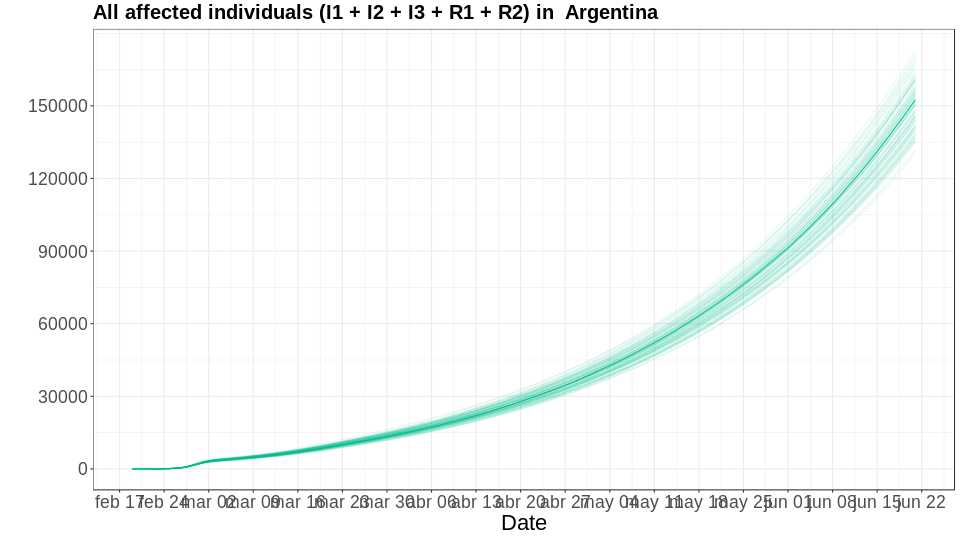 All affected individuals (I1 + I2 + I3 + R1 + R2) in  Argentina
150000
120000
90000
60000
30000
0
feb 17 feb 24 mar 02 mar 09 mar 16 mar 23 mar 30 abr 06 abr 13 abr 20 abr 27 may 04 may 11 may 18 may 25 jun 01 jun 08 jun 15 jun 22
Date